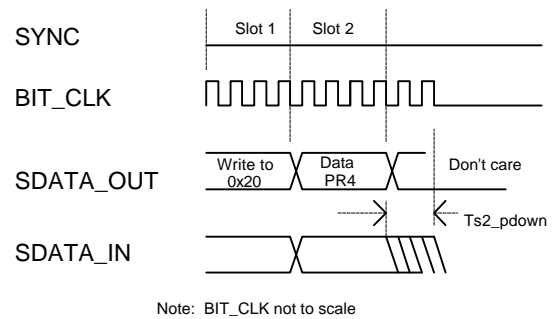 SYNC
Slot 1
Slot 2
BIT_CLK
SDATA_OUT
Write to
0x20
Data
PR4
Don't care
Ts2_pdown
SDATA_IN
Note: BIT_CLK not to scale